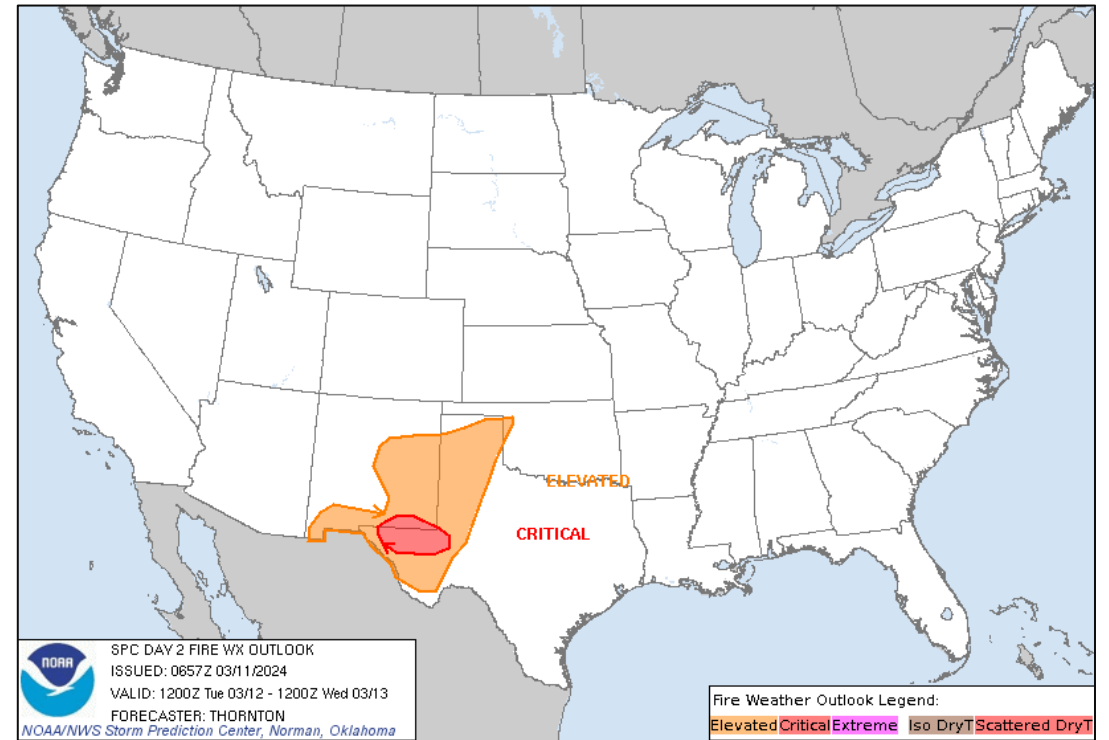 ELEVATED
CRITICAL
NOAA
SPC DAY 2 FIRE WX OUTLOOK
ISSUED: 0657Z 03/11/2024
VALID: 1200Z Tue 03/12 - 1200Z Wed 03/13
FORECASTER: THORNTON
NOAA/NWS Storm Prediction Center, Norman, Oklahoma
Fire Weather Outlook Legend:
Elevated Critical Extreme Iso DryT Scattered DryT